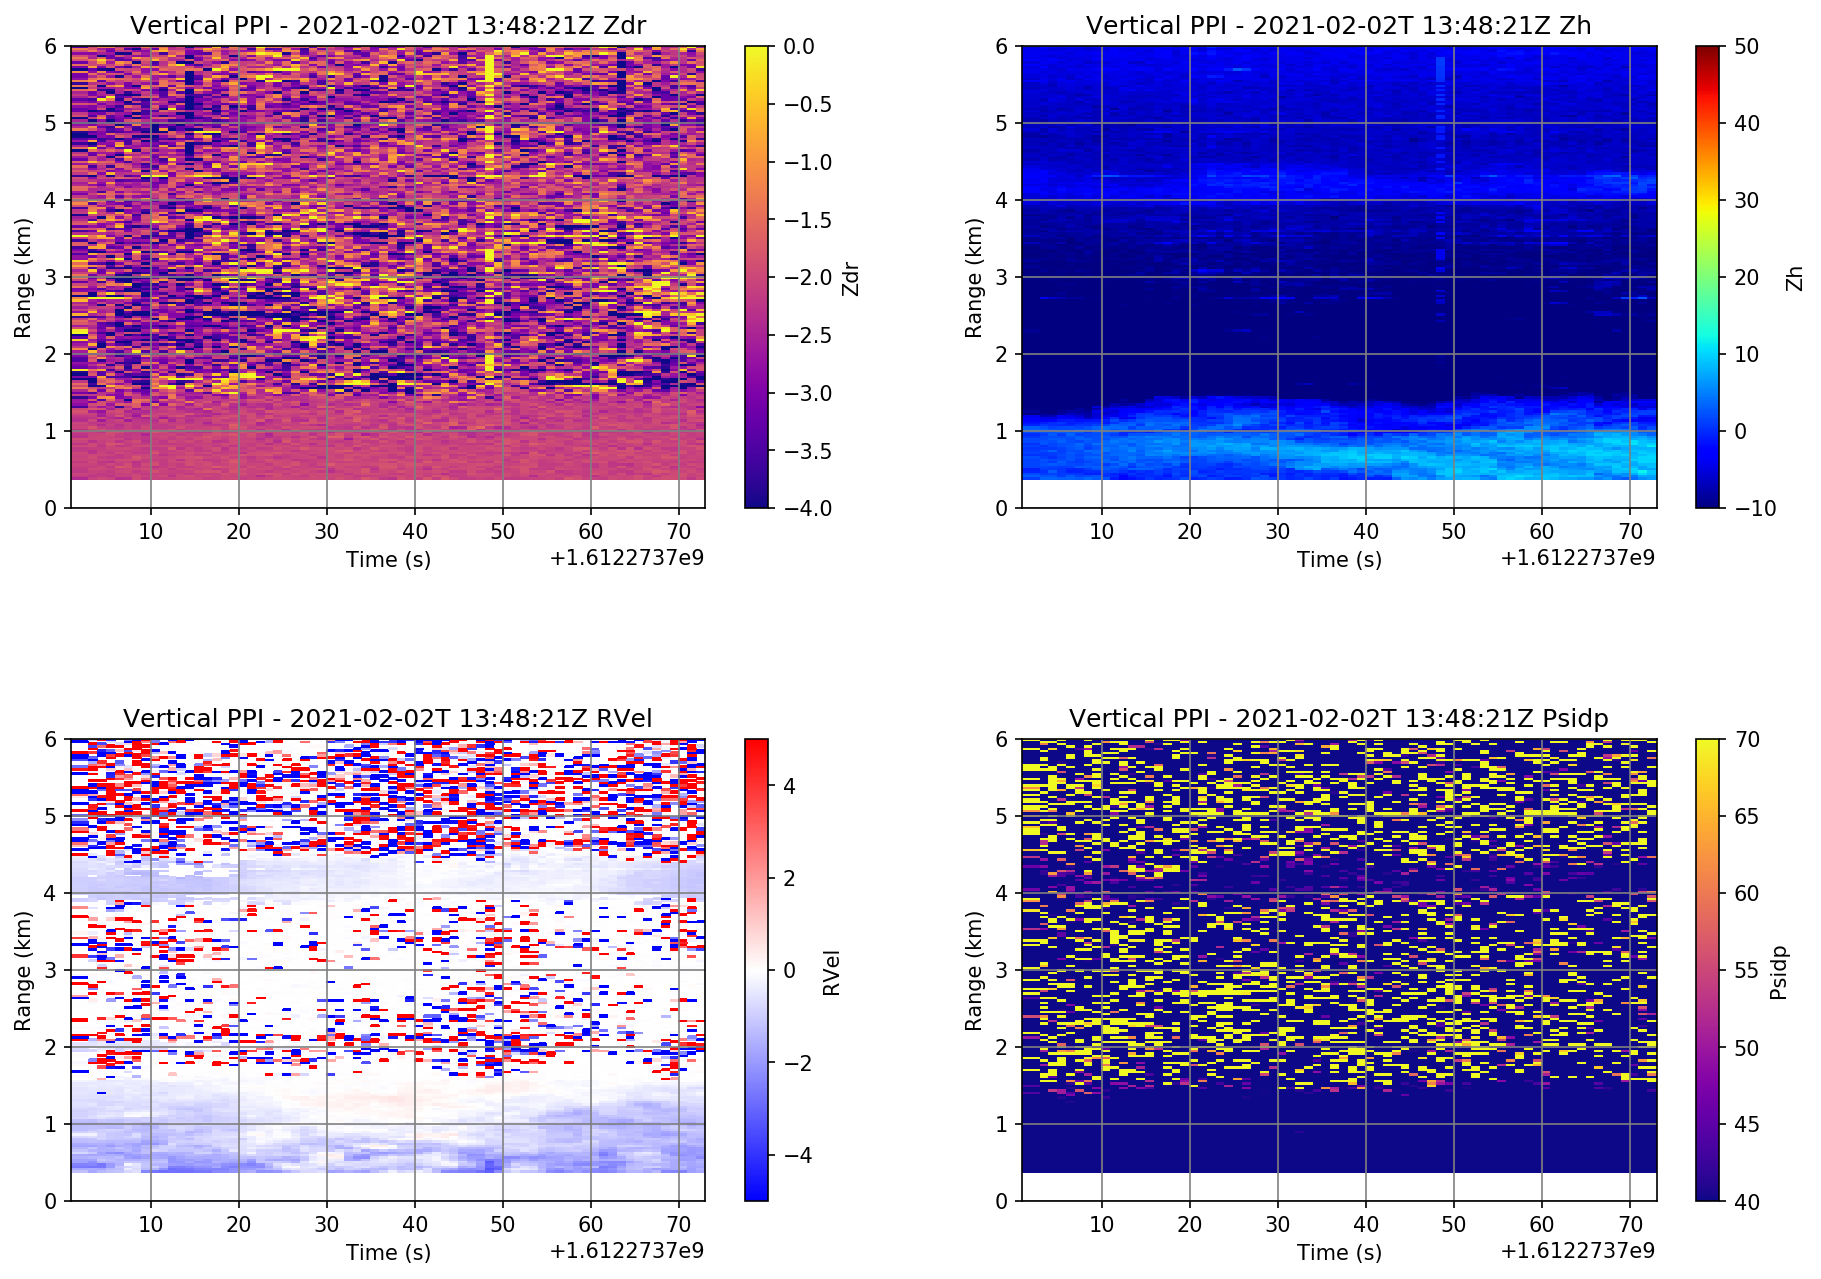 Vertical PPI - 2021-02-02T 13:48:21Z Zdr
6
5
4
3
2
1
0
Range (km)
10 20 30 40 50 60 70
Time (s)
+1.6122737e9
0.0
−0.5
−1.0
−1.5
−2.0
−2.5
−3.0
−3.5
−4.0
Zdr
Vertical PPI - 2021-02-02T 13:48:21Z Zh
6
5
4
3
2
1
0
Range (km)
10 20 30 40 50 60 70
Time (s)
+1.6122737e9
50
40
30
20
10
0
−10
Zh
Vertical PPI - 2021-02-02T 13:48:21Z RVel
6
5
4
3
2
1
0
Range (km)
10 20 30 40 50 60 70
Time (s)
+1.6122737e9
4
2
0
−2
−4
RVel
Vertical PPI - 2021-02-02T 13:48:21Z Psidp
6
5
4
3
2
1
0
Range (km)
10 20 30 40 50 60 70
Time (s)
+1.6122737e9
70
65
60
55
50
45
40
Psidp